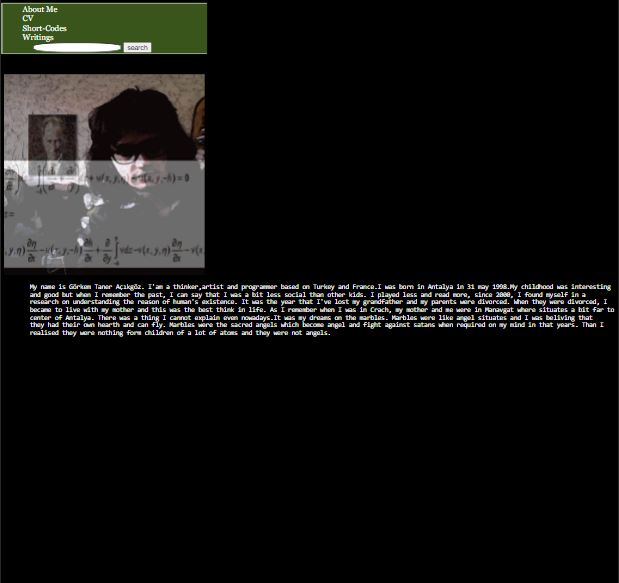 About Me
CV
Short-Codes
Writings
search
My name is Görkem Taner Açıkgöz. I'am a thinker,artist and programmer based on Turkey and France.I was born in Antalya in 31 may 1998.My childhood was interesting
and good but when I remember the past, I can say that I was a bit less social than other kids. I played less and read more, since 2000, I found myself in a
research on understanding the reason of human's existence. It was the year that I've lost my grandfather and my parents were divorced. When they were divorced, I
became to live with my mother and this was the best think in life. As I remember when I was in Crach, my mother and me were in Manavgat where situates a bit far to
center of Antalya. There was a thing I cannot explain even nowadays.It was my dreams on the marbles. Marbles were like angel situates and I was beliving that
they had their own hearth and can fly. Marbles were the sacred angels which become angel and fight against satans when required on my mind in that years. Than I
realised they were nothing form children of a lot of atoms and they were not angels.